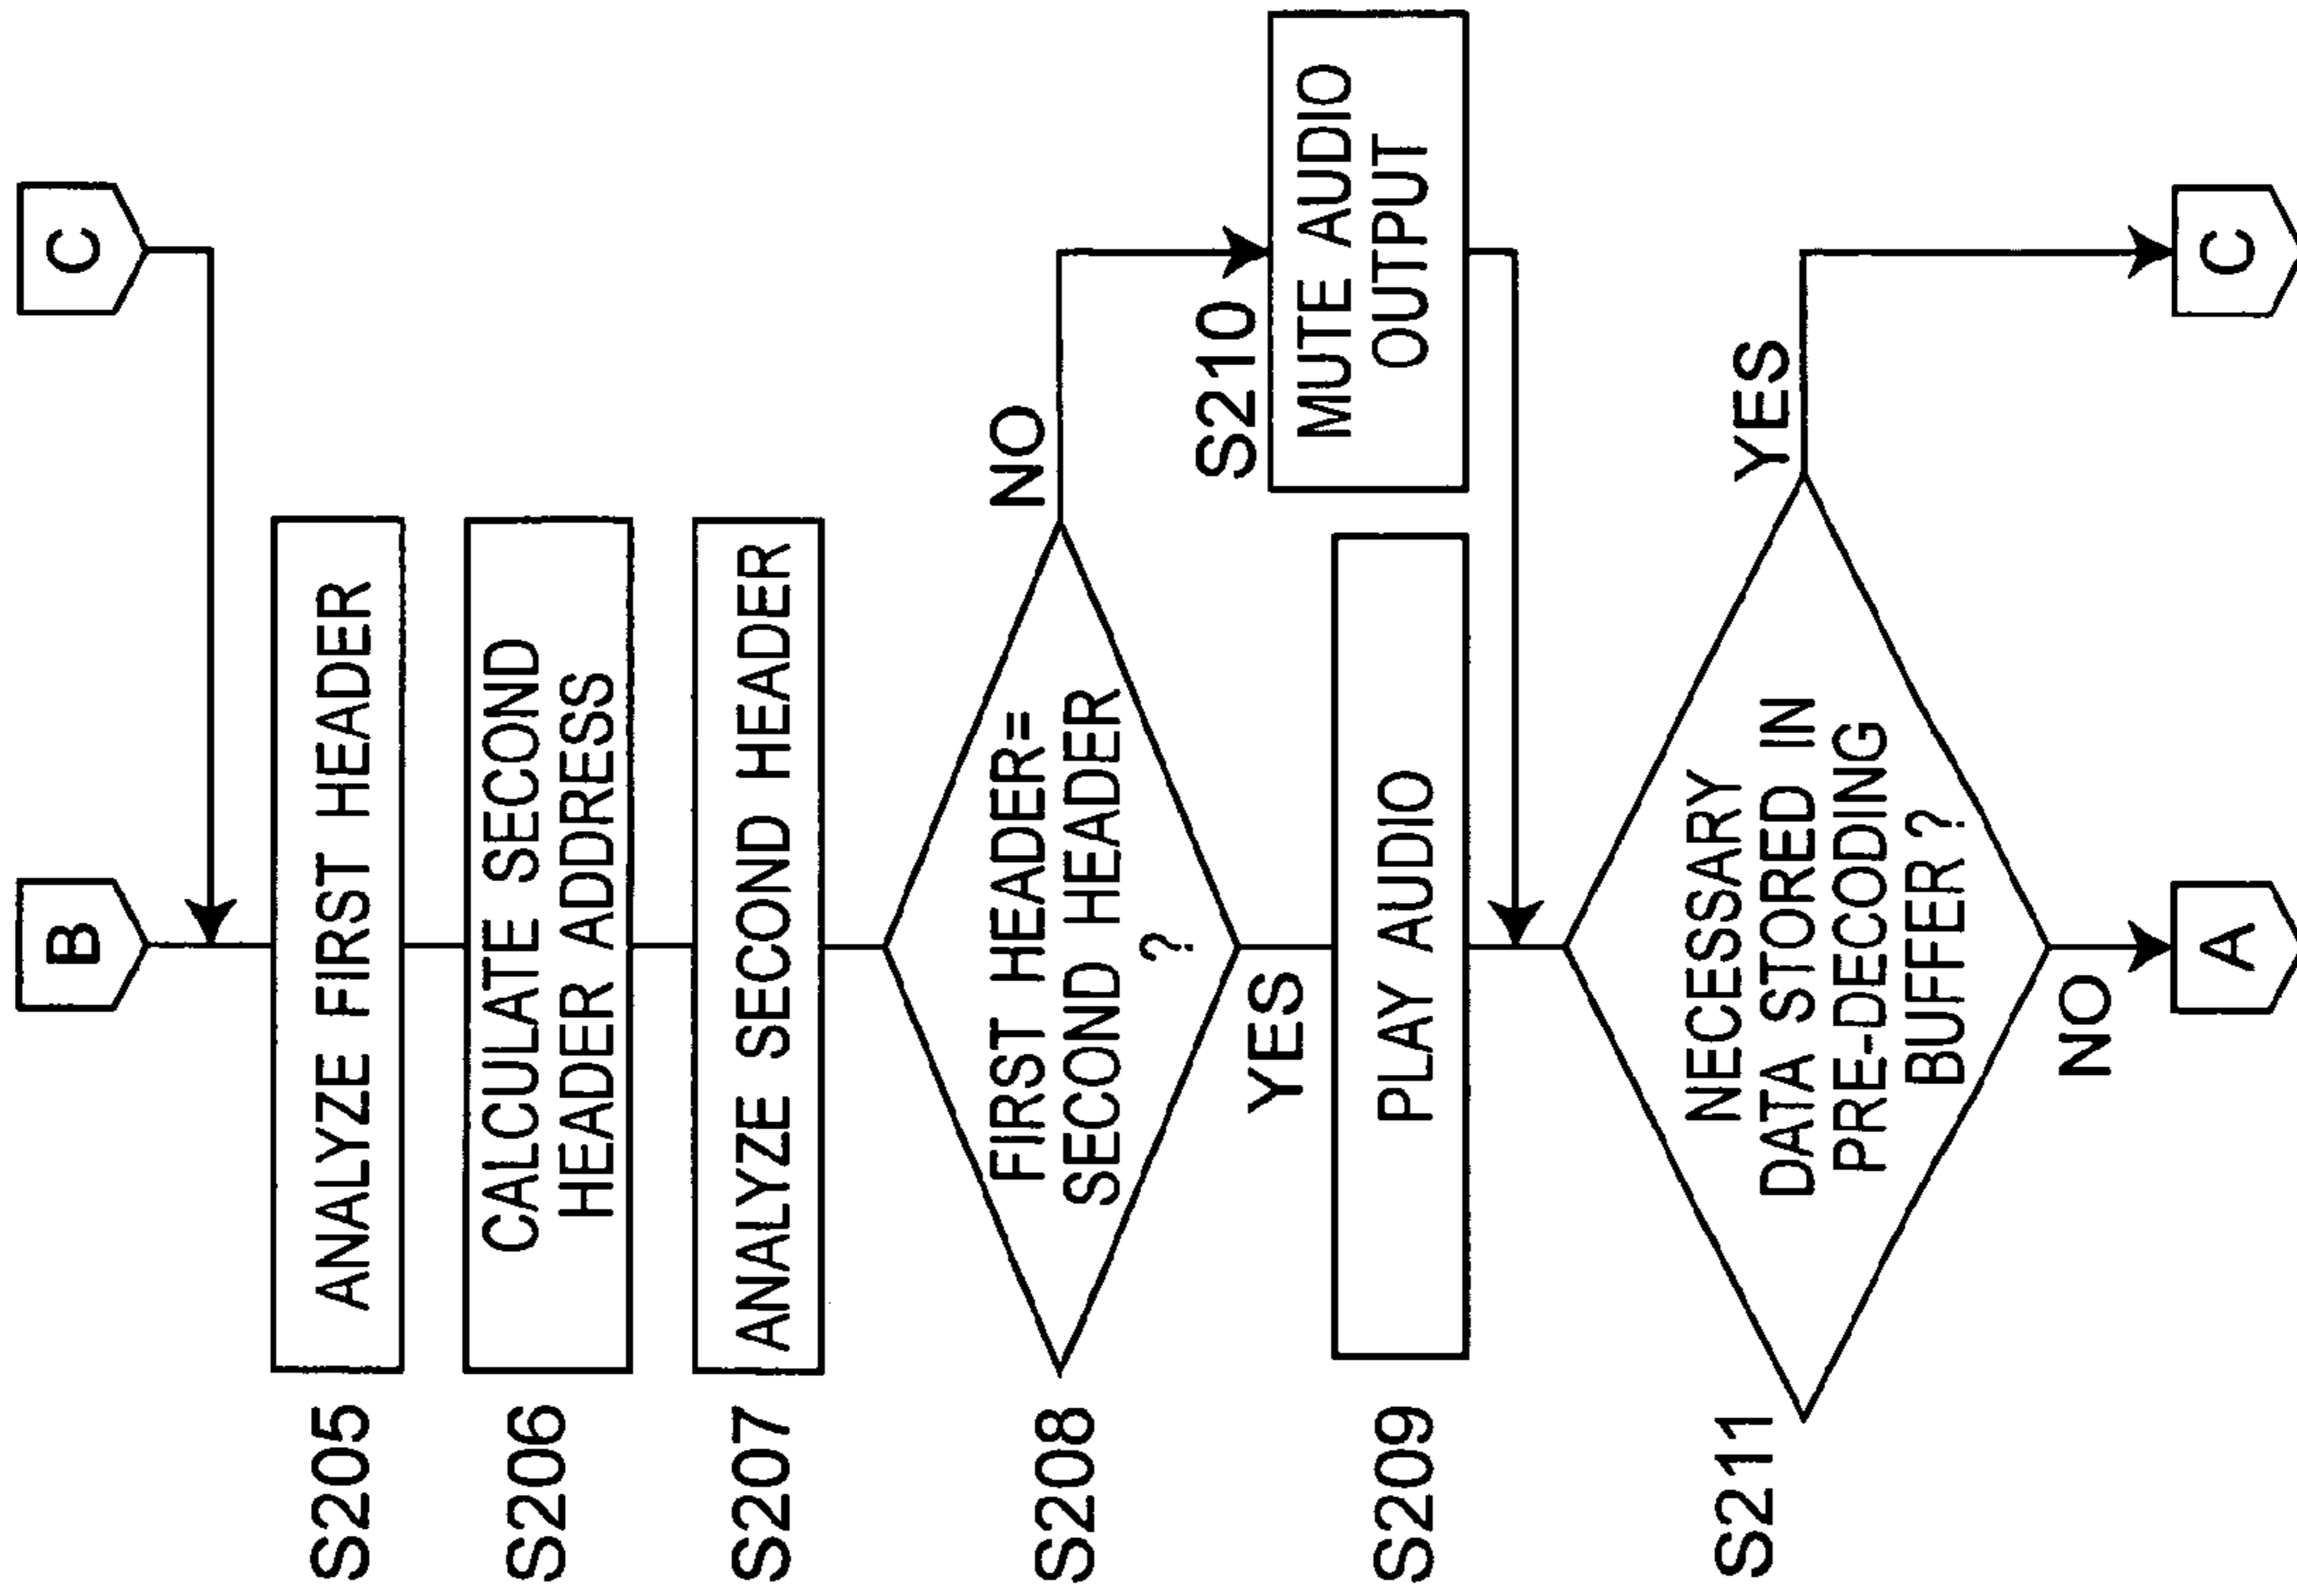 B
C
S205
ANALYZE FIRST HEADER
S206
CALCULATE SECOND
HEADER ADDRESS
S207
ANALYZE SECOND HEADER
S208
FIRST HEADER=
SECOND HEADER
?
NO
YES
S209
PLAY AUDIO
S210
MUTE AUDIO
OUTPUT
S211
NECESSARY
DATA STORED IN
PRE-DECODING
BUFFER ?
YES
NO
A
C